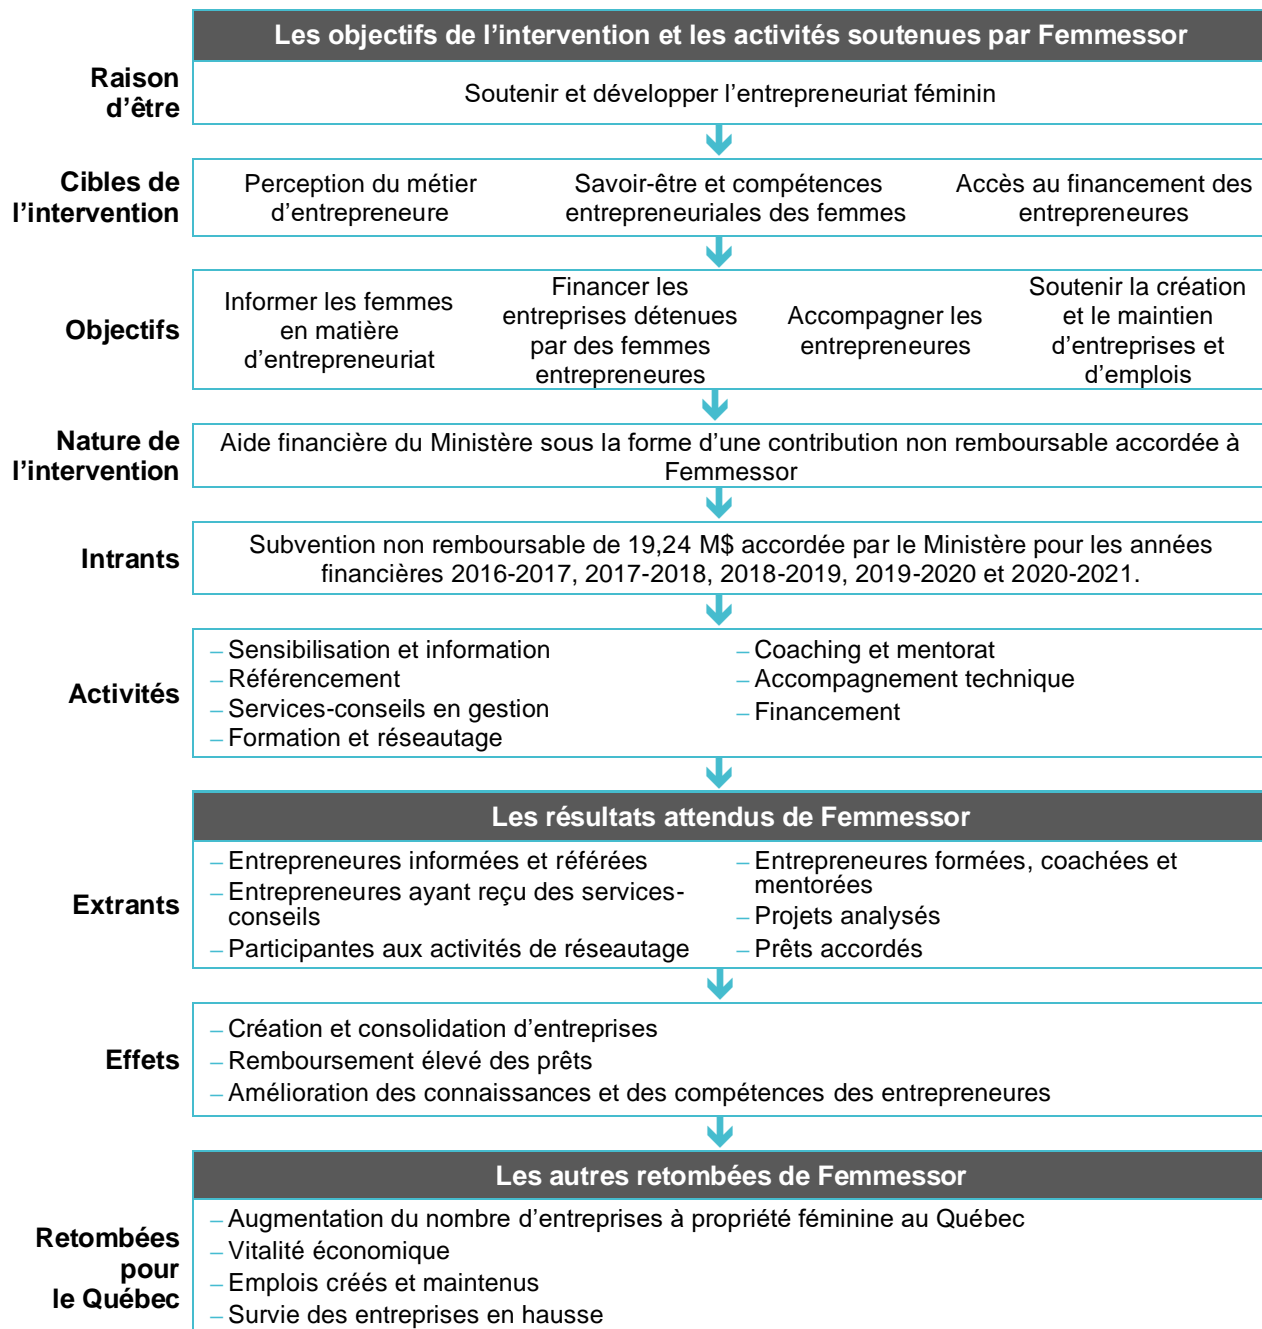 Les objectifs de l’intervention et les activités soutenues par Femmessor
Raison
d’être
Soutenir et développer l’entrepreneuriat féminin
Cibles de
l’intervention
Perception du métier
d’entrepreneure
Savoir-être et compétences
entrepreneuriales des femmes
Accès au financement des
entrepreneures
Objectifs
Informer les femmes
en matière
d’entrepreneuriat
Financer les
entreprises détenues
par des femmes
entrepreneures
Accompagner les
entrepreneures
Soutenir la création
et le maintien
d’entreprises et
d’emplois
Nature de
l’intervention
Aide financière du Ministère sous la forme d’une contribution non remboursable accordée à
Femmessor
Intrants
Subvention non remboursable de 19,24 M$ accordée par le Ministère pour les années
financières 2016-2017, 2017-2018, 2018-2019, 2019-2020 et 2020-2021.
Activités
– Sensibilisation et information
– Référencement
– Services-conseils en gestion
– Formation et réseautage
– Coaching et mentorat
– Accompagnement technique
– Financement
Les résultats attendus de Femmessor
Extrants
– Entrepreneures informées et référées
– Entrepreneures ayant reçu des services-
conseils
– Participantes aux activités de réseautage
– Entrepreneures formées, coachées et
mentorées
– Projets analysés
– Prêts accordés
Effets
– Création et consolidation d’entreprises
– Remboursement élevé des prêts
– Amélioration des connaissances et des compétences des entrepreneures
Les autres retombées de Femmessor
Retombées
pour
le Québec
– Augmentation du nombre d’entreprises à propriété féminine au Québec
– Vitalité économique
– Emplois créés et maintenus
– Survie des entreprises en hausse